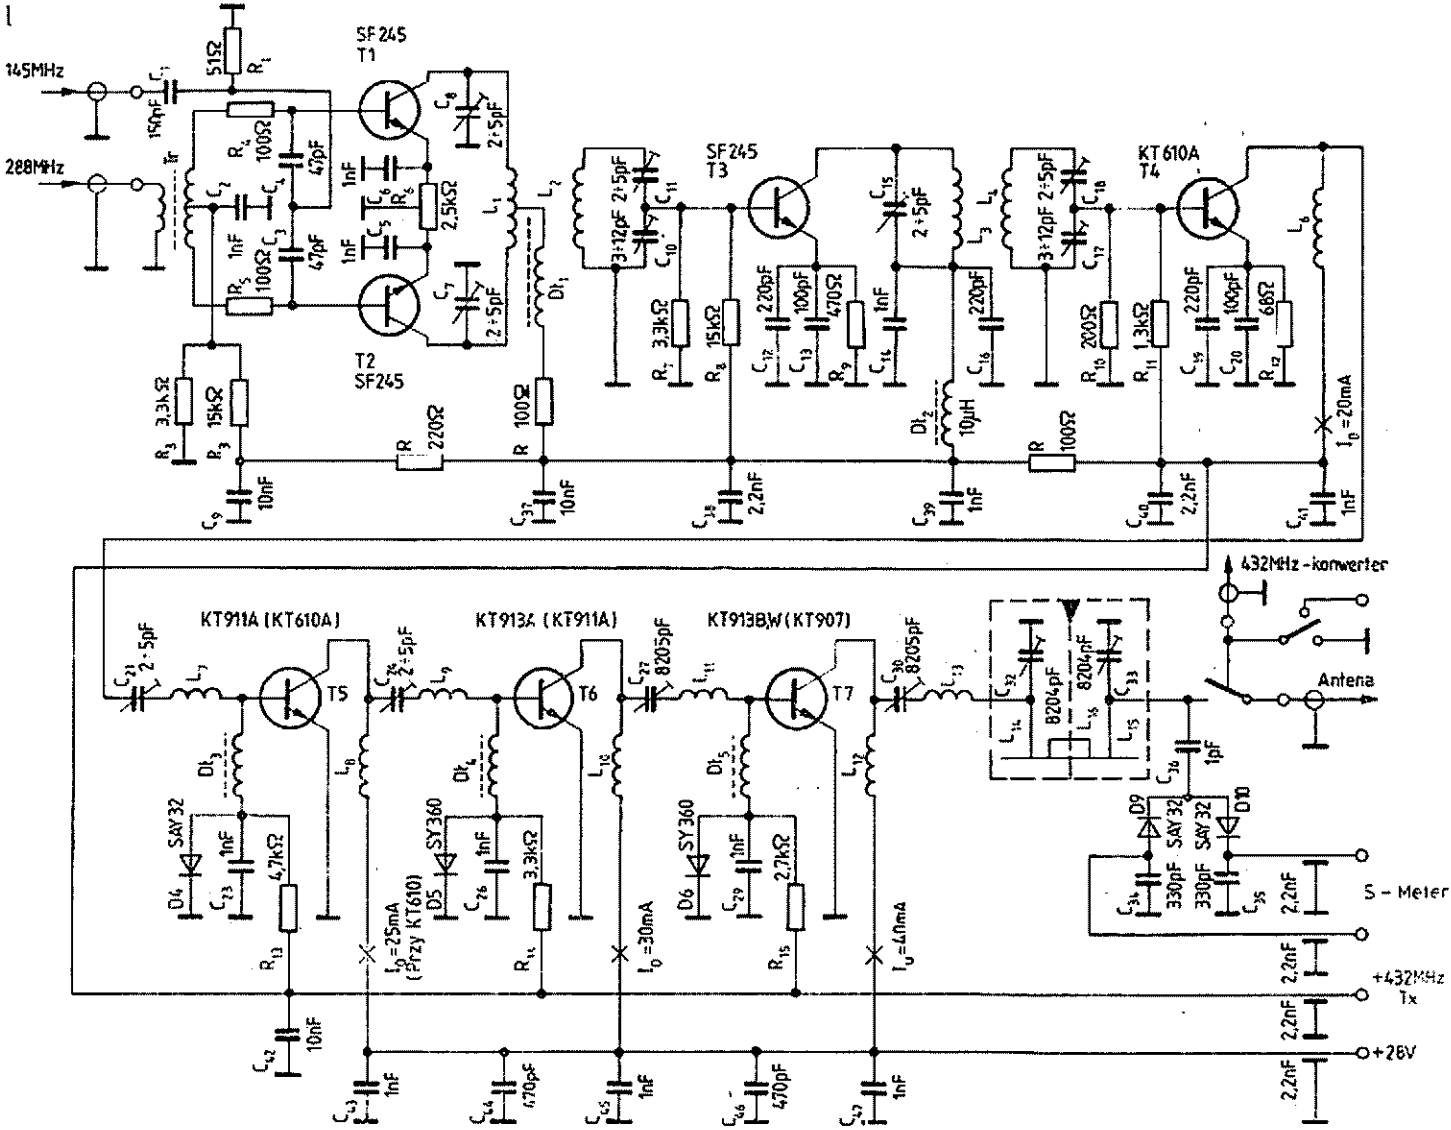 SF245
T1
51Ω
R₁
145MHz
C₁
150pF
C₈
2÷5pF
100Ω
R₄
47pF
288MHz
Tr
1nF
C₆
R₆
2,5kΩ
C₂
C₄
C₃
C₅
1nF
1nF
100Ω
R₅
47pF
C₇
2÷5pF
L₁
L₂
Dł₁
T2
SF245
3,3kΩ
R₃
15kΩ
R₃
R
220Ω
100Ω
R
C₉
10nF
C₃₇
10nF
2÷5pF
C₁₁
3÷12pF
C₁₀
SF245
T3
3,3kΩ
R₇
15kΩ
R₈
220pF
C₁₂
100pF
C₁₃
470Ω
R₉
C₁₅
2÷5pF
1nF
C₁₄
L₃
L₄
220pF
C₁₆
Dł₂
10µH
C₃₈
2,2nF
C₃₉
1nF
R
100Ω
2÷5pF
C₁₈
3÷12pF
C₁₇
KT610A
T4
200Ω
R₁₀
1,3kΩ
R₁₁
220pF
C₁₉
100pF
C₂₀
68Ω
R₁₂
L₆
I₀=20mA
C₄₀
2,2nF
C₄₁
1nF
432MHz-konwerter
KT911A (KT610A)
KT913A (KT911A)
KT913B,W (KT907)
C₂₁
2÷5pF
L₇
T5
C₂₄
2÷5pF
L₉
T6
C₂₇
8205pF
L₁₁
T7
C₃₀
8205pF
L₁₃
C₃₂
8204pF
8204pF
C₃₃
L₁₄
L₁₆
L₁₅
Antena
Dł₃
L₈
Dł₄
L₁₀
Dł₅
L₁₂
C₃₆
1pF
SAY32
D4
1nF
C₂₃
4,7kΩ
R₁₃
SY360
D5
1nF
C₂₆
3,3kΩ
R₁₄
SY360
D6
1nF
C₂₉
2,7kΩ
R₁₅
D9
SAY32
SAY32
D10
C₃₄
330pF
330pF
C₃₅
2,2nF
S-Meter
I₀=25mA
(Przy KT610)
I₀=30mA
I₀=40mA
2,2nF
+432MHz
Tx
2,2nF
+28V
2,2nF
C₄₂
10nF
C₄₃
1nF
C₄₄
470pF
C₄₅
1nF
C₄₆
470pF
C₄₇
1nF